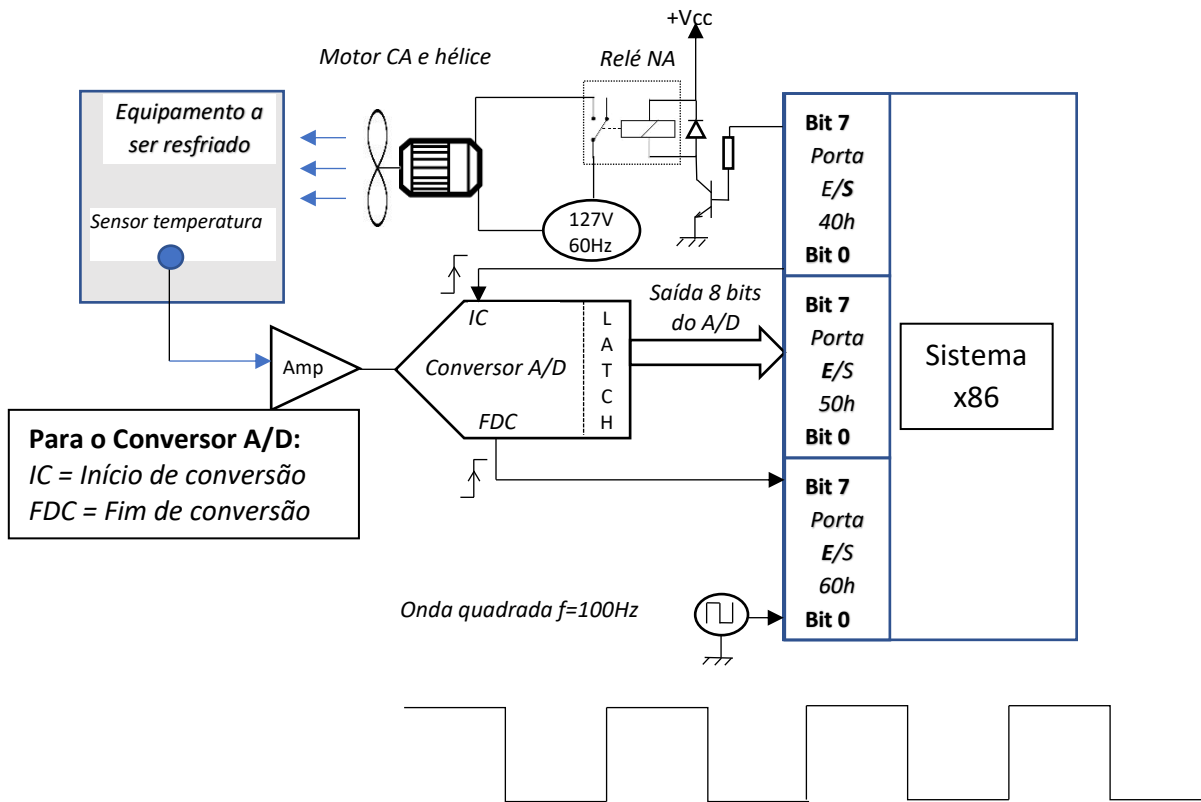 +Vcc
Motor CA e hélice
Relé NA
Equipamento a
ser resfriado
Sensor temperatura
127V
60Hz
Bit 7
Porta
E/S
40h
Bit 0
IC
Conversor A/D
FDC
L
A
T
C
H
Saída 8 bits
do A/D
Bit 7
Porta
E/S
50h
Bit 0
Sistema
x86
Amp
Para o Conversor A/D:
IC = Início de conversão
FDC = Fim de conversão
Bit 7
Porta
E/S
60h
Bit 0
Onda quadrada f=100Hz